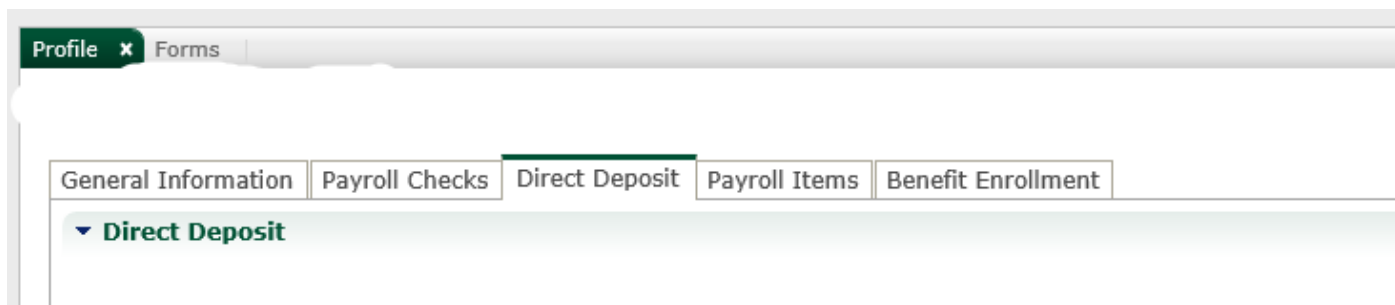 Profile x Forms
General Information Payroll Checks Direct Deposit Payroll Items Benefit Enrollment
Direct Deposit